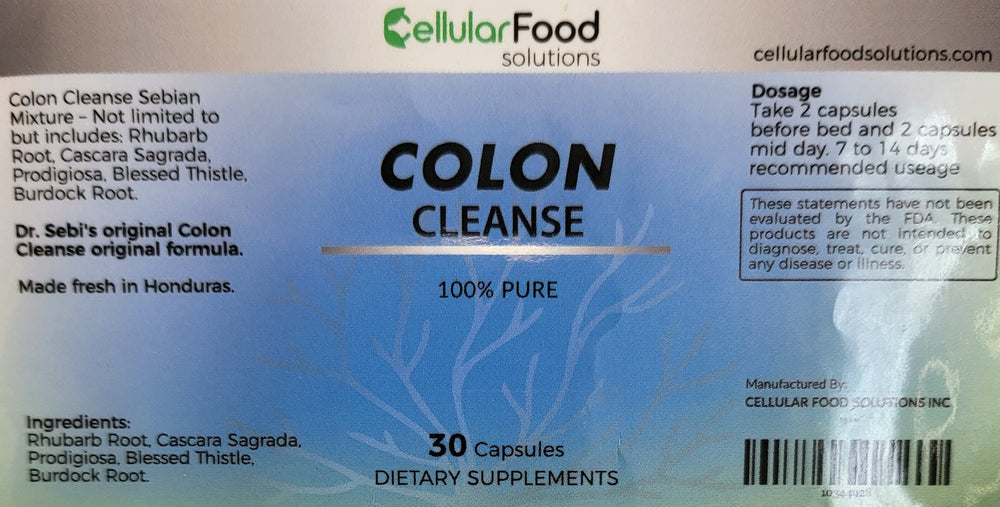 CellularFood
solutions
cellularfoodsolutions.com
Colon Cleanse Sebian
Mixture – Not limited to
but includes: Rhubarb
Root, Cascara Sagrada,
Prodigiosa, Blessed Thistle,
Burdock Root.
Dr. Sebi's original Colon
Cleanse original formula.
Made fresh in Honduras.
Ingredients:
Rhubarb Root, Cascara Sagrada,
Prodigiosa, Blessed Thistle,
Burdock Root.
COLON
CLEANSE
100% PURE
30 Capsules
DIETARY SUPPLEMENTS
Dosage
Take 2 capsules
before bed and 2 capsules
mid day. 7 to 14 days
recommended useage
These statements have not been
evaluated by the FDA. These
products are not intended to
diagnose, treat, cure, or prevent
any disease or illness.
Manufactured By:
CELLULAR FOOD SOLUTIONS INC
10344928